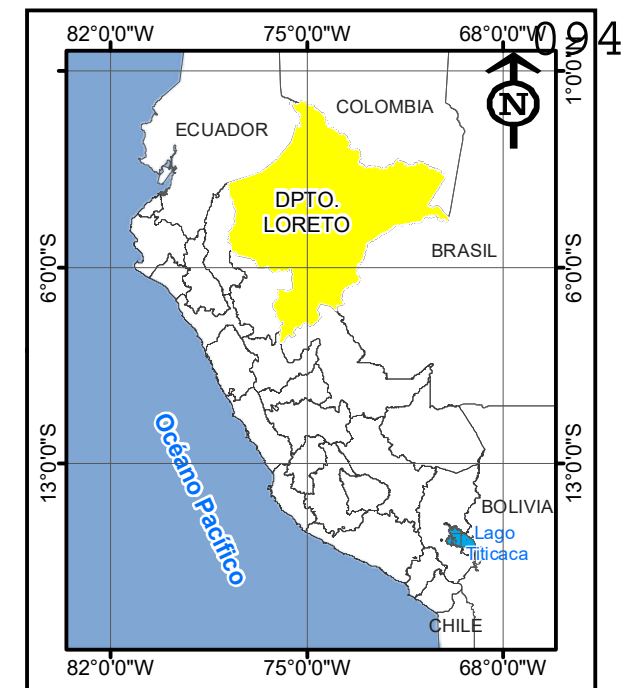 82°0'0"W 75°0'0"W 68°0'0"W
094
1°0'0"S
N
COLOMBIA
ECUADOR
DPTO.
LORETO
BRASIL
6°0'0"S 6°0'0"S
13°0'0"S 13°0'0"S
Océano Pacífico
BOLIVIA
Lago
Titicaca
CHILE
82°0'0"W 75°0'0"W 68°0'0"W